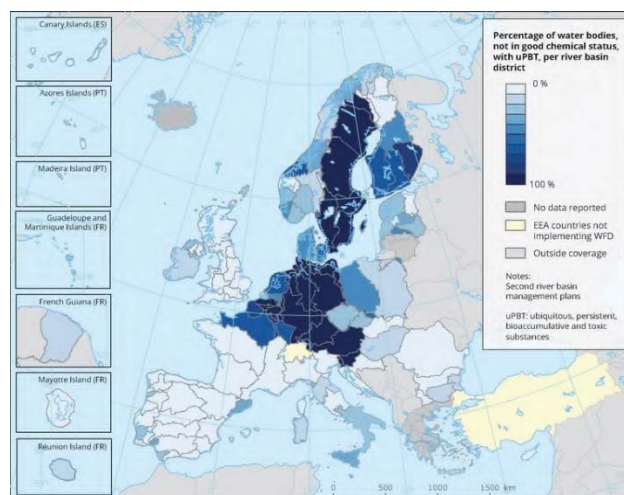 Canary Islands (ES)
Azores Islands (PT)
Madeira Island (PT)
Guadeloupe and
Martinique Islands (FR)
French Guiana (FR)
Mayotte Island (FR)
Réunion Island (FR)
Percentage of water bodies,
not in good chemical status,
with uPBT, per river basin
district
0 %
100 %
No data reported
EEA countries not
implementing WFD
Outside coverage
Notes:
Second river basin
management plans
uPBT: ubiquitous, persistent,
bioaccumulative and toxic
substances
0 500 1000 1500 km